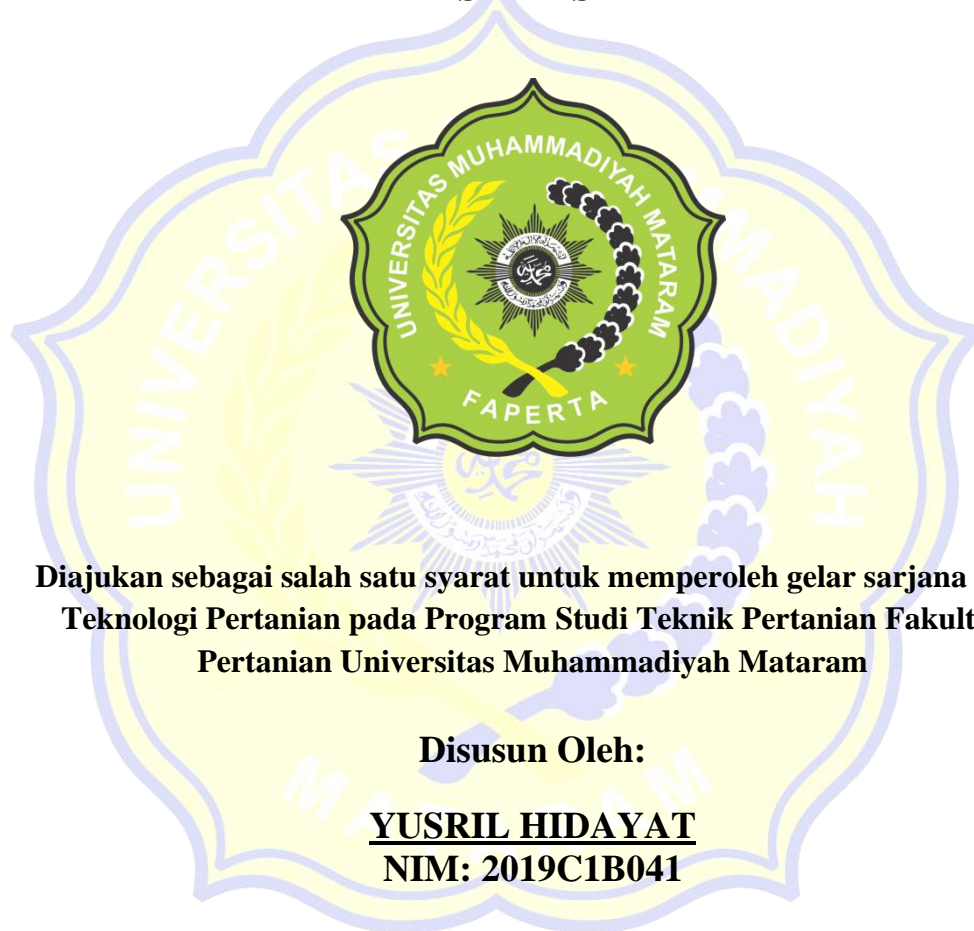 UNIVERSITAS MUHAMMADIYAH MATARAM
FAPERTA
Diajukan sebagai salah satu syarat untuk memperoleh gelar sarjana
Teknologi Pertanian pada Program Studi Teknik Pertanian Fakult
Pertanian Universitas Muhammadiyah Mataram
Disusun Oleh:
YUSRIL HIDAYAT
NIM: 2019C1B041